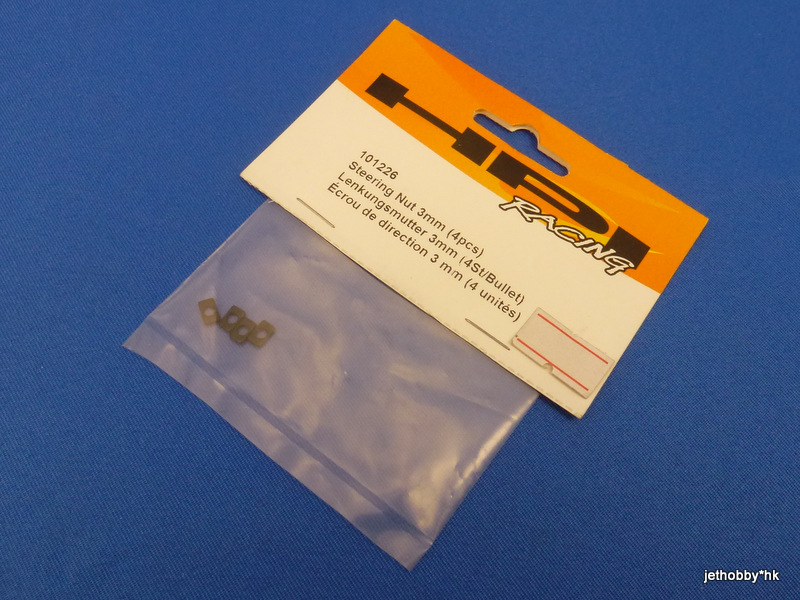 HPI
RACING
101226
Steering Nut 3mm (4pcs)
Lenkungsmutter 3mm (4St/Bullet)
Écrou de direction 3 mm (4 unités)
jethobby*hk